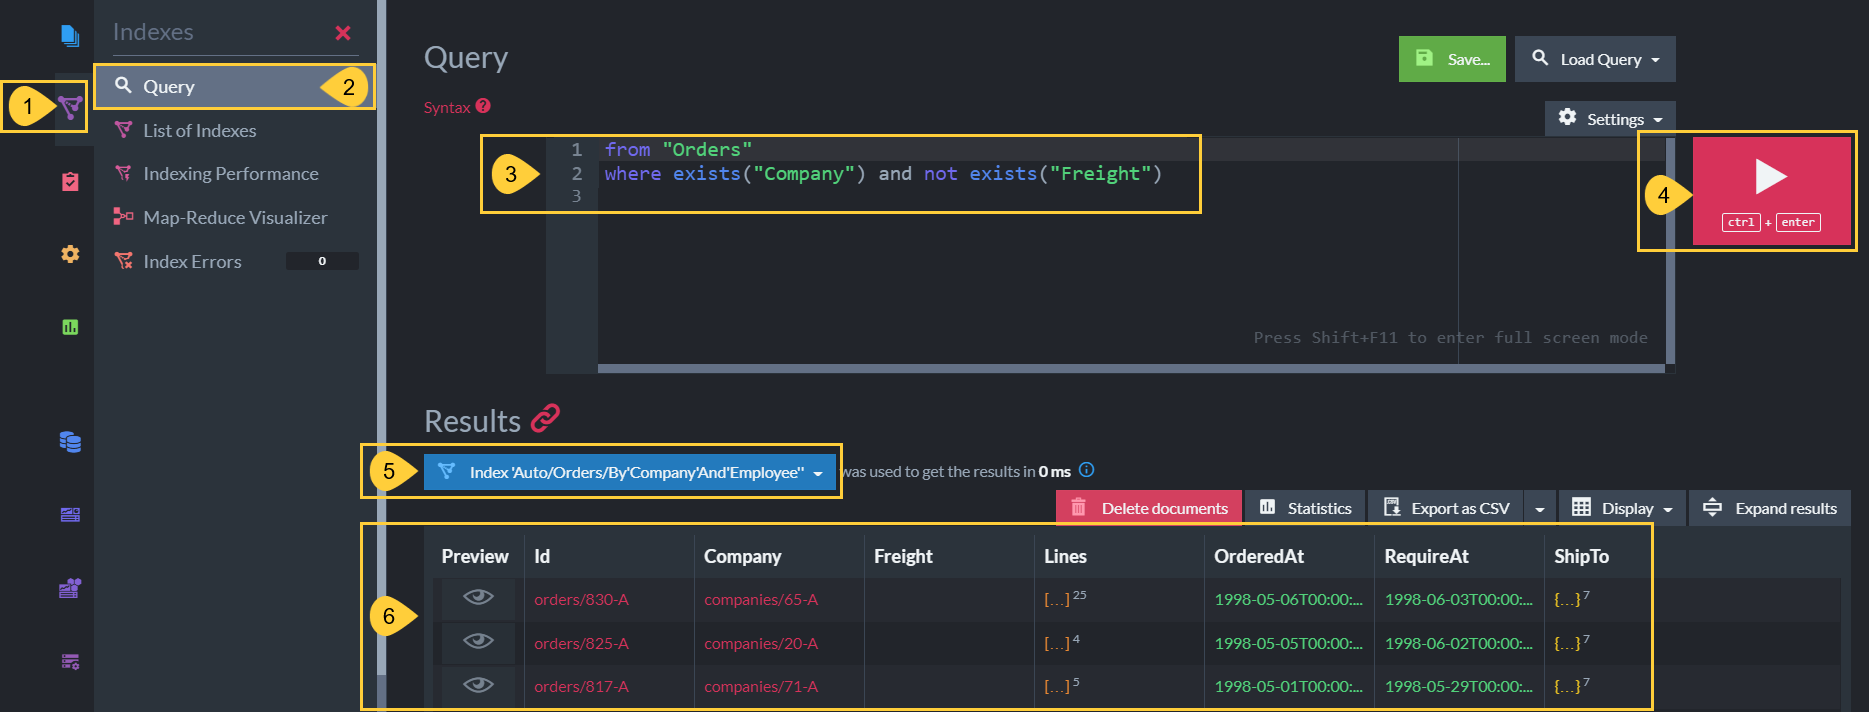 Indexes
1
Query
2
List of Indexes
Indexing Performance
Map-Reduce Visualizer
Index Errors
0
Query
Save...
Load Query
Syntax
Settings
3
1 from "Orders"
2 where exists("Company") and not exists("Freight")
3
4
ctrl + enter
Press Shift+F11 to enter full screen mode
Results
5
Index 'Auto/Orders/By'Company'And'Employee'' was used to get the results in 0 ms
Delete documents
Statistics
CSV
Export as CSV
Display
Expand results
6
Preview Id Company Freight Lines OrderedAt RequireAt ShipTo
orders/830-A companies/65-A [...] 25 1998-05-06T00:00:... 1998-06-03T00:00:... {...} 7
orders/825-A companies/20-A [...] 4 1998-05-05T00:00:... 1998-06-02T00:00:... {...} 7
orders/817-A companies/71-A [...] 5 1998-05-01T00:00:... 1998-05-29T00:00:... {...} 7